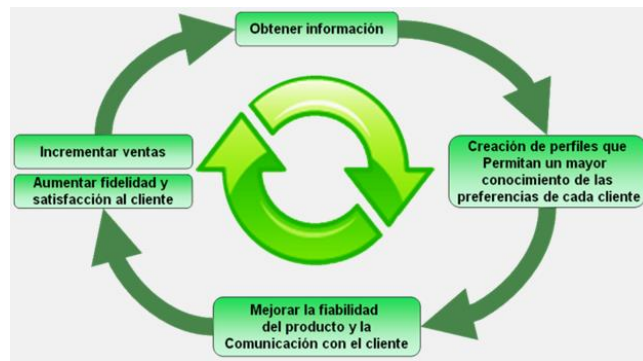 Obtener información
Creación de perfiles que
Permitan un mayor
conocimiento de las
preferencias de cada cliente
Mejorar la fiabilidad
del producto y la
Comunicación con el cliente
Incrementar ventas
Aumentar fidelidad y
satisfacción al cliente